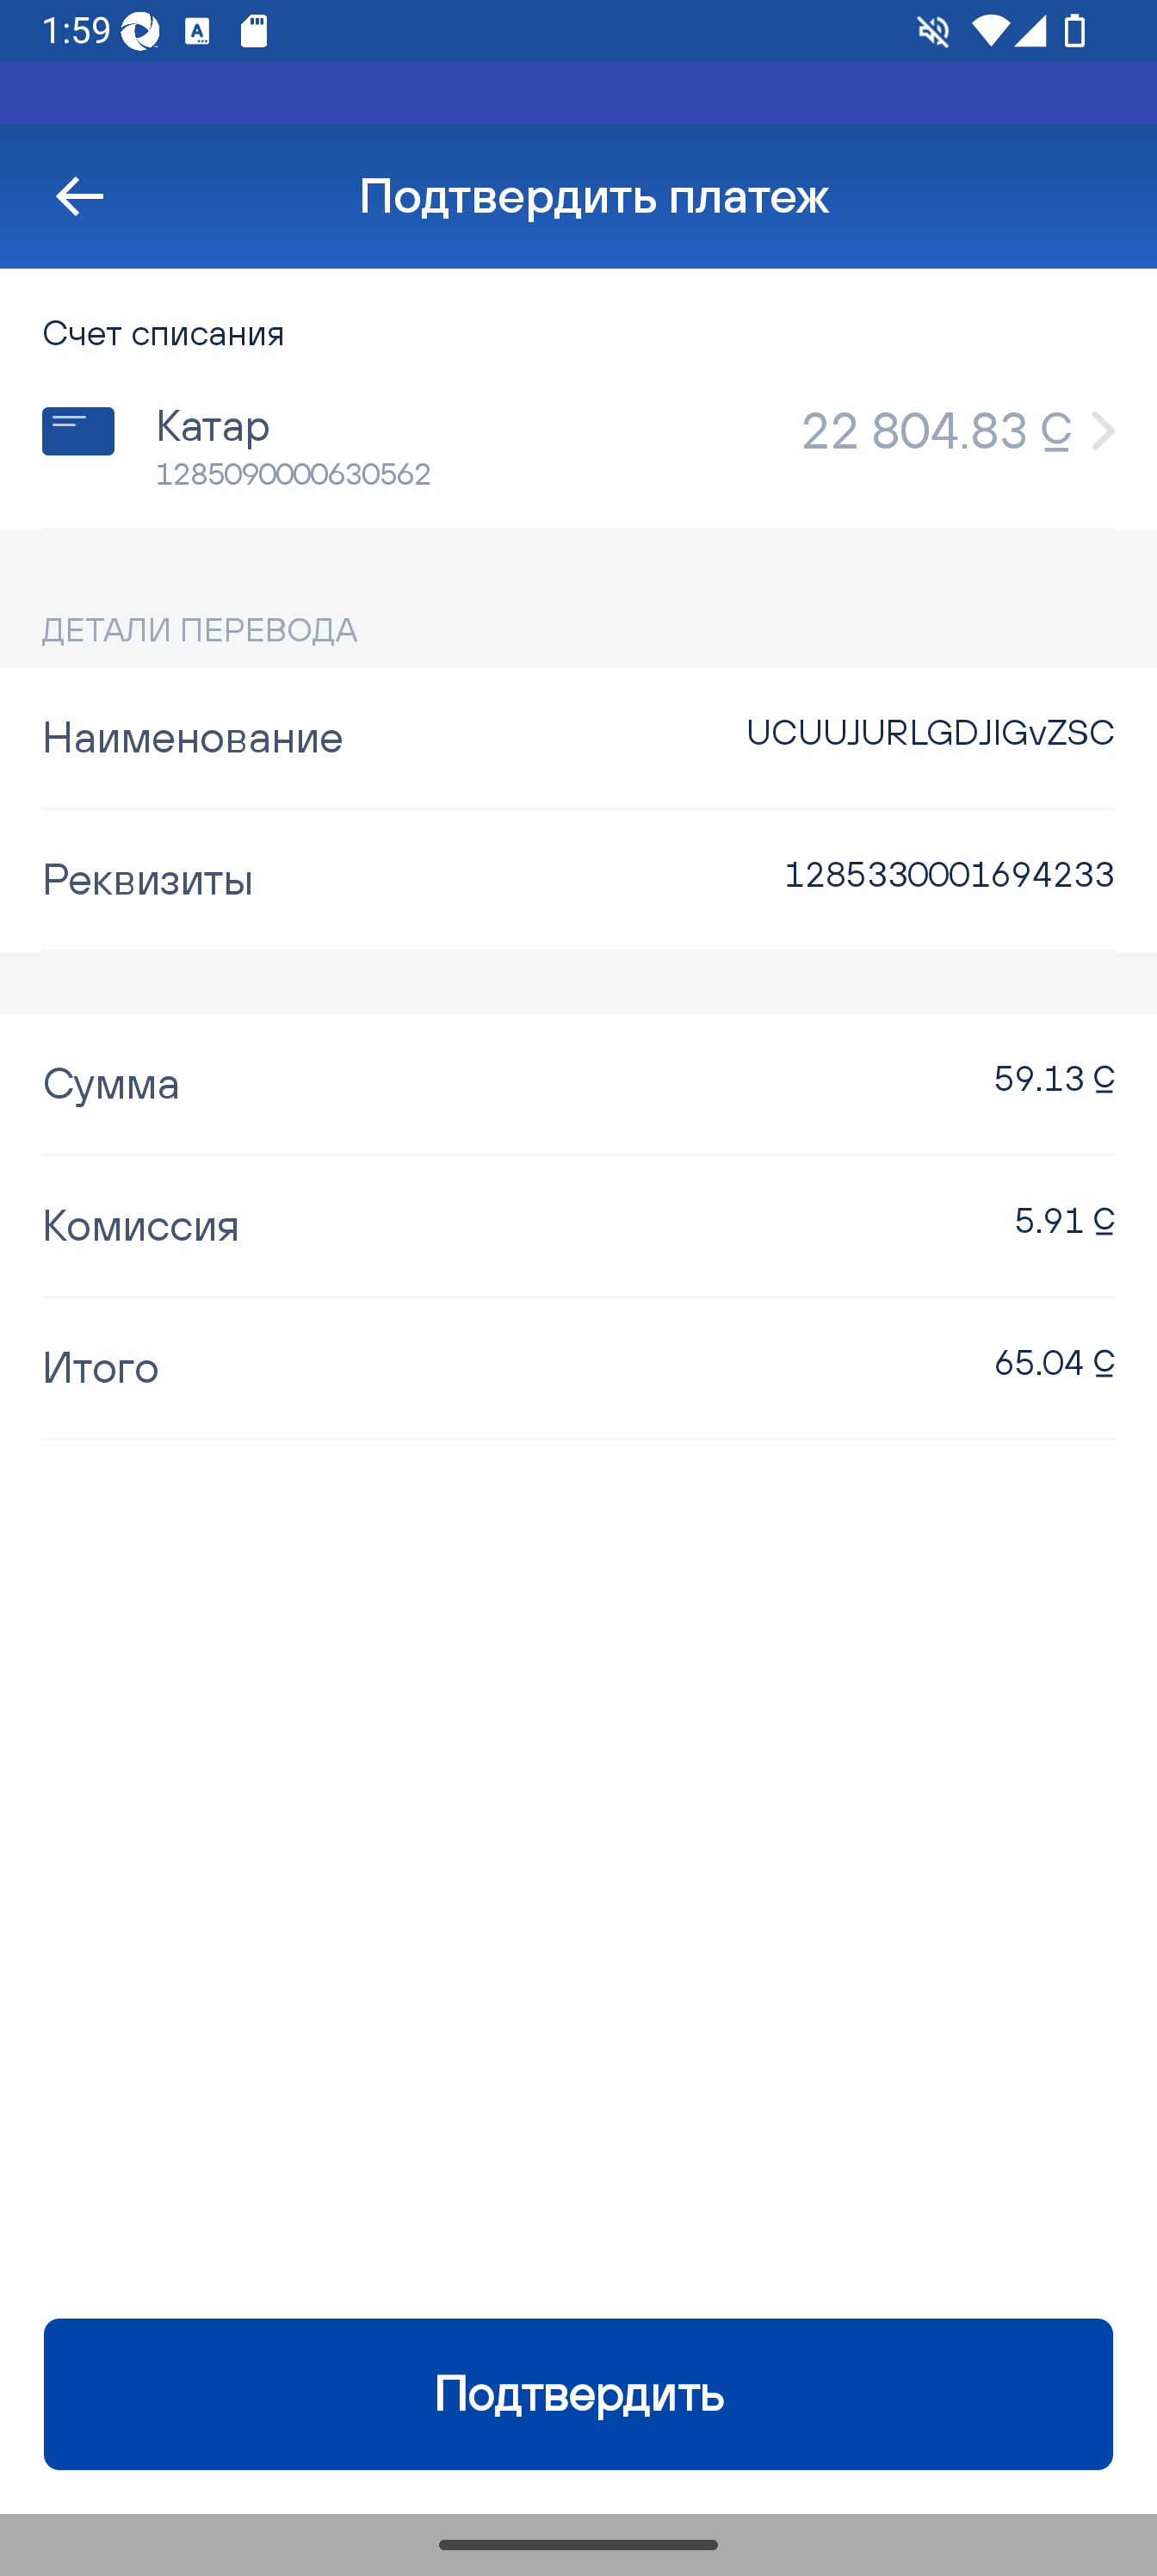 1:59
Подтвердить платеж
Счет списания
Катар
22 804.83 С
1285090000630562
ДЕТАЛИ ПЕРЕВОДА
Наименование
UCUUJURLGDJIGvZSC
Реквизиты
1285330001694233
Сумма
59.13 С
Комиссия
5.91 С
Итого
65.04 С
Подтвердить